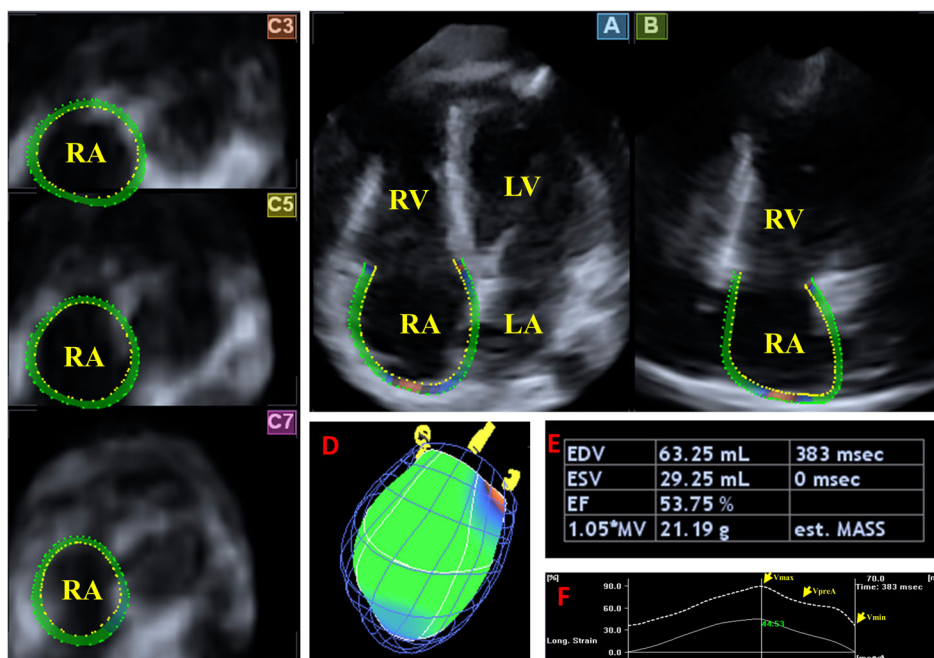 C3
RA
C5
RA
C7
RA
A
RV
LV
RA
LA
B
RV
RA
D
E
EDV 63.25 mL 383 msec
ESV 29.25 mL 0 msec
EF 53.75 %
1.05*MV 21.19 g est. MASS
F
[%]
90.0
60.0
30.0
Long. Strain
0.0
Vmax
VpreA
Vmin
44.53
70.0
Time: 383 msec